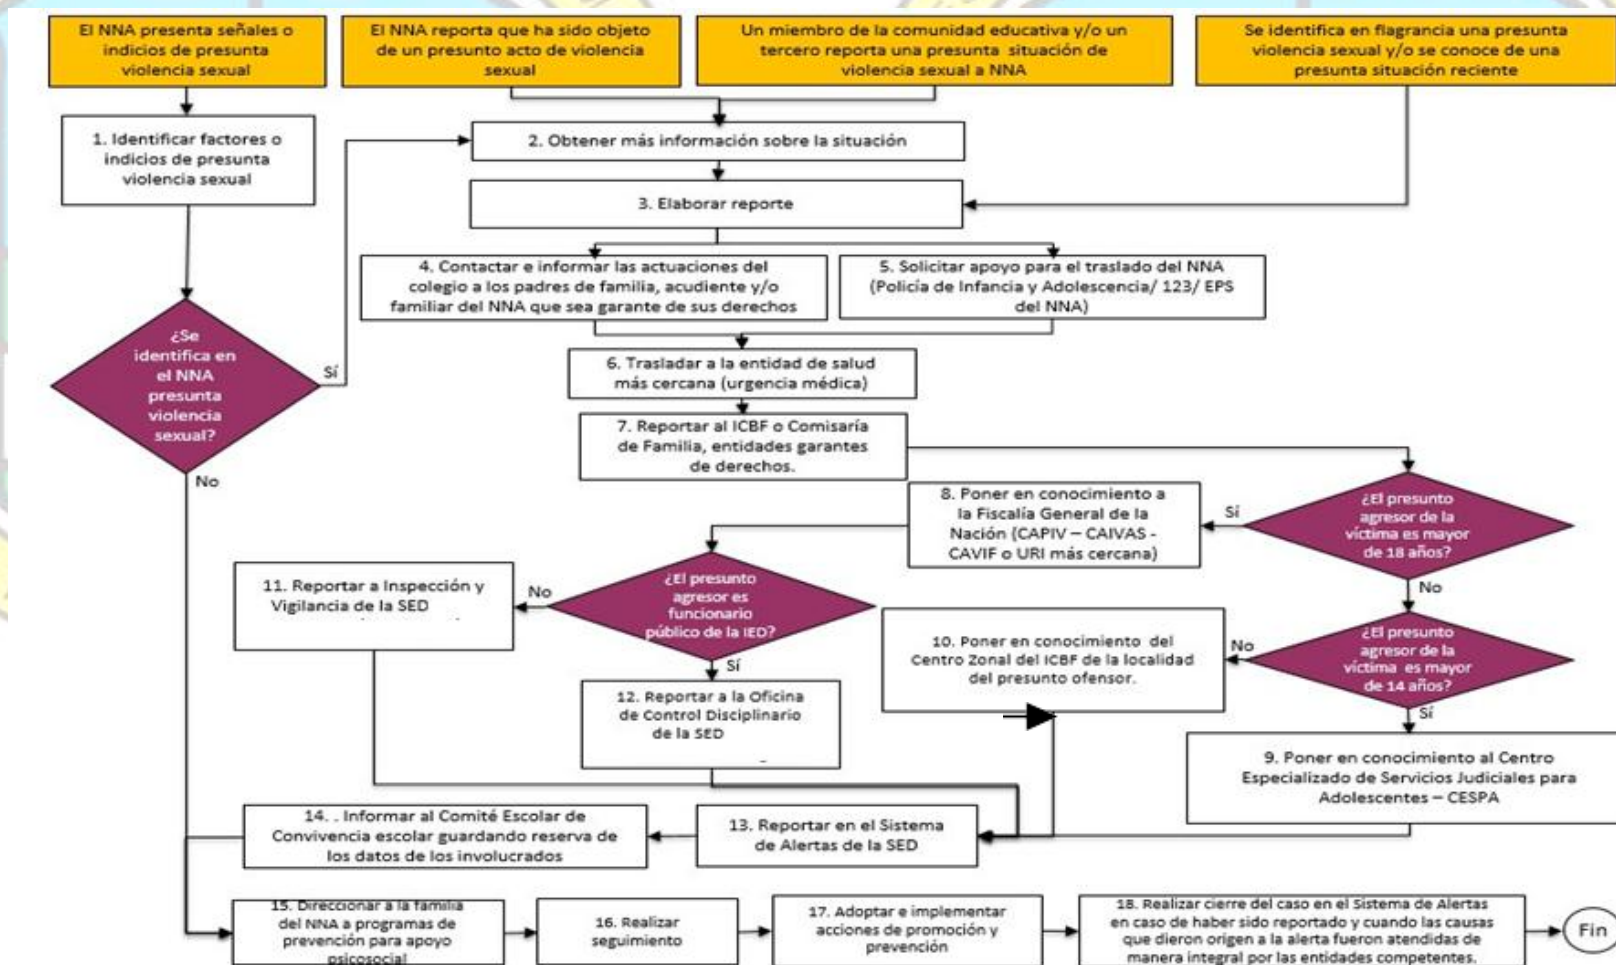 El NNA presenta señales o
indicios de presunta
violencia sexual
El NNA reporta que ha sido objeto
de un presunto acto de violencia
sexual
Un miembro de la comunidad educativa y/o un
tercero reporta una presunta situación de
violencia sexual a NNA
Se identifica en flagrancia una presunta
violencia sexual y/o se conoce de una
presunta situación reciente
1. Identificar factores o
indicios de presunta
violencia sexual
2. Obtener más información sobre la situación
3. Elaborar reporte
4. Contactar e informar las actuaciones del
colegio a los padres de familia, acudiente y/o
familiar del NNA que sea garante de sus derechos
5. Solicitar apoyo para el traslado del NNA
(Policía de Infancia y Adolescencia/ 123/ EPS
del NNA)
¿Se
identifica en
el NNA
presunta
violencia
sexual?
Sí
No
6. Trasladar a la entidad de salud
más cercana (urgencia médica)
7. Reportar al ICBF o Comisaría
de Familia, entidades garantes
de derechos.
¿El presunto
agresor de la
víctima es mayor
de 18 años?
Sí
No
8. Poner en conocimiento a
la Fiscalía General de la
Nación (CAPIV – CAIVAS -
CAVIF o URI más cercana)
¿El presunto
agresor es
funcionario
público de la IED?
No
Sí
11. Reportar a Inspección y
Vigilancia de la SED
¿El presunto
agresor de la
víctima es mayor
de 14 años?
No
Sí
10. Poner en conocimiento del
Centro Zonal del ICBF de la localidad
del presunto ofensor.
12. Reportar a la Oficina
de Control Disciplinario
de la SED
9. Poner en conocimiento al Centro
Especializado de Servicios Judiciales para
Adolescentes – CESPA
14. . Informar al Comité Escolar de
Convivencia escolar guardando reserva de
los datos de los involucrados
13. Reportar en el Sistema
de Alertas de la SED
15. Direccionar a la familia
del NNA a programas de
prevención para apoyo
psicosocial
16. Realizar
seguimiento
17. Adoptar e implementar
acciones de promoción y
prevención
18. Realizar cierre del caso en el Sistema de Alertas
en caso de haber sido reportado y cuando las causas
que dieron origen a la alerta fueron atendidas de
manera integral por las entidades competentes.
Fin